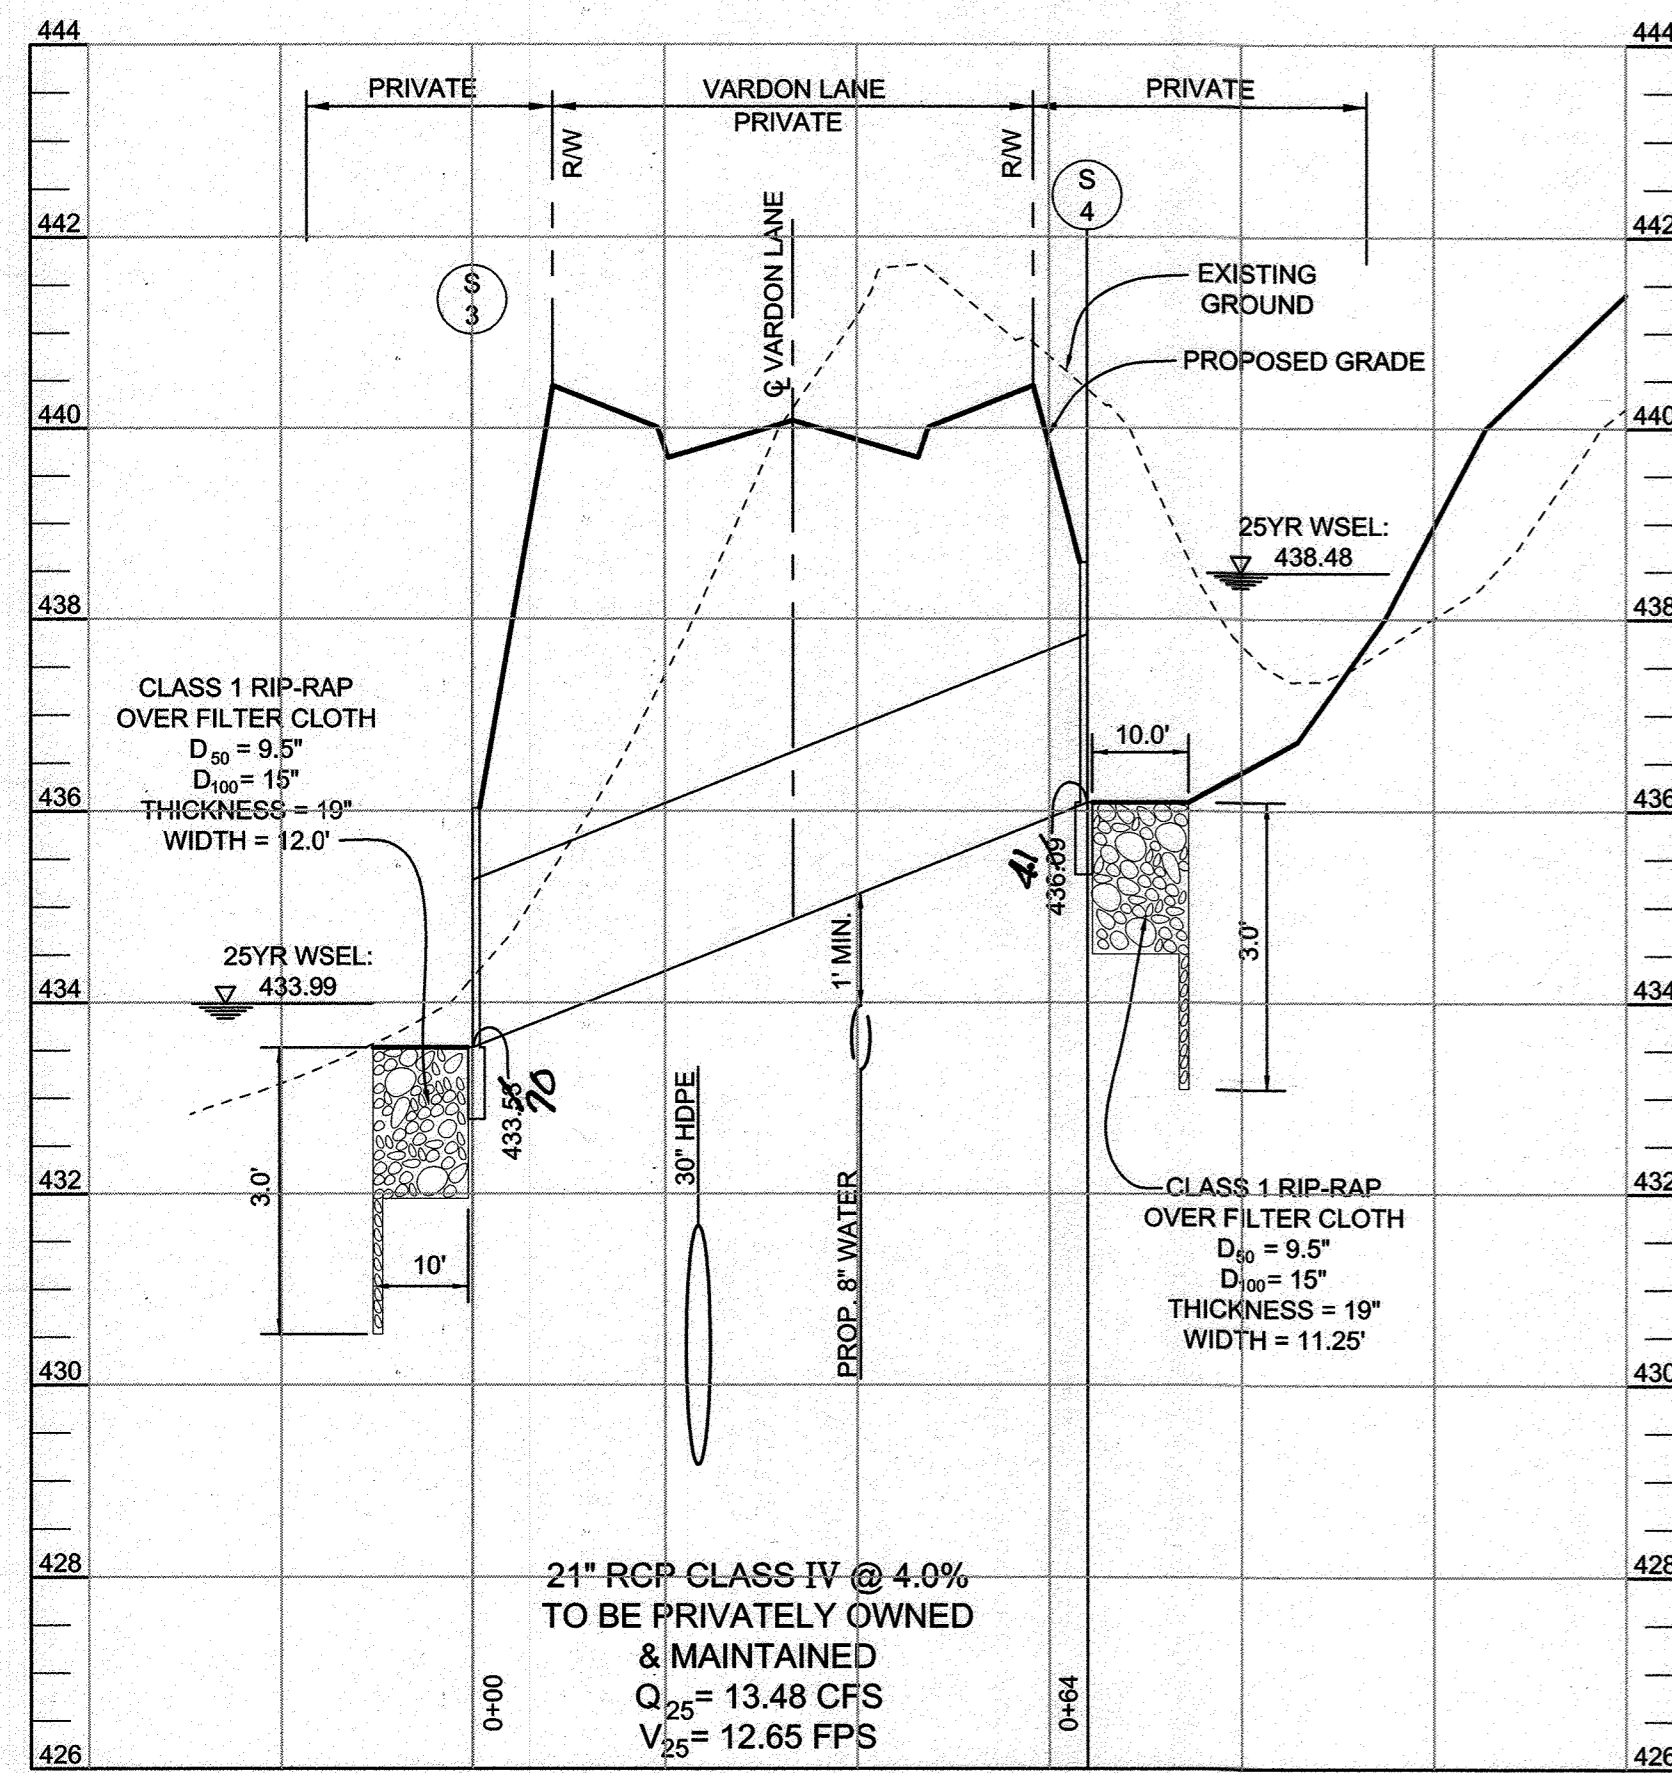 444
444
PRIVATE
VARDON LANE
PRIVATE
PRIVATE
R/W
R/W
S
4
442
442
℄ VARDON LANE
EXISTING
GROUND
S
3
PROPOSED GRADE
440
440
25YR WSEL:
438.48
438
438
CLASS 1 RIP-RAP
OVER FILTER CLOTH
D50 = 9.5"
D100= 15"
THICKNESS = 19"
WIDTH = 12.0'
10.0'
436
436
41
436.09
3.0'
1' MIN.
25YR WSEL:
433.99
434
434
433.53
70
30" HDPE
432
432
3.0'
10'
PROP. 8" WATER
CLASS 1 RIP-RAP
OVER FILTER CLOTH
D50 = 9.5"
D100= 15"
THICKNESS = 19"
WIDTH = 11.25'
430
430
428
428
21" RCP CLASS IV @ 4.0%
TO BE PRIVATELY OWNED
& MAINTAINED
Q25= 13.48 CFS
V25= 12.65 FPS
0+00
0+64
426
426